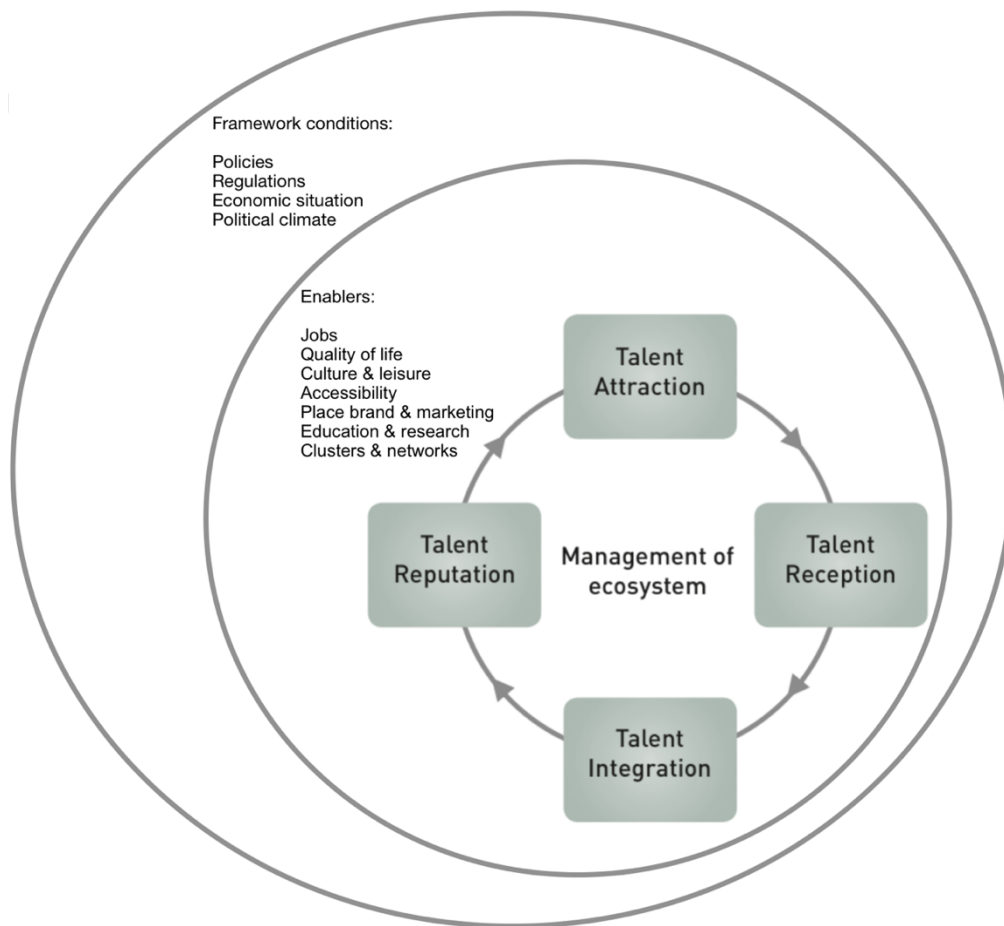 Framework conditions:
Policies
Regulations
Economic situation
Political climate
Enablers:
Jobs
Quality of life
Culture & leisure
Accessibility
Place brand & marketing
Education & research
Clusters & networks
Talent
Attraction
Talent
Reputation
Management of
ecosystem
Talent
Reception
Talent
Integration